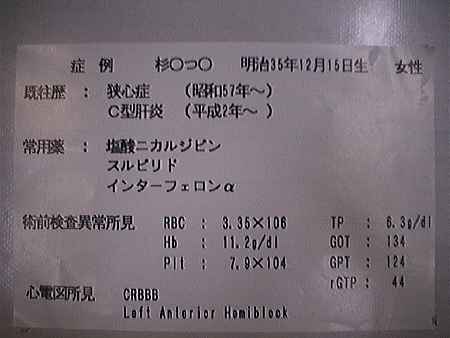 症 例 杉〇つ〇 明治35年12月15日生 女性
既往歴 : 狭心症 (昭和57年～)
C型肝炎 (平成2年～)
常用薬 : 塩酸ニカルジピン
スルピリド
インターフェロンα
術前検査異常所見 RBC : 3.35×106 TP : 6.3g/dl
Hb : 11.2g/dl GOT : 134
Plt : 7.9×104 GPT : 124
rGTP : 44
心電図所見 CRBBB
Left Anterior Hemiblock